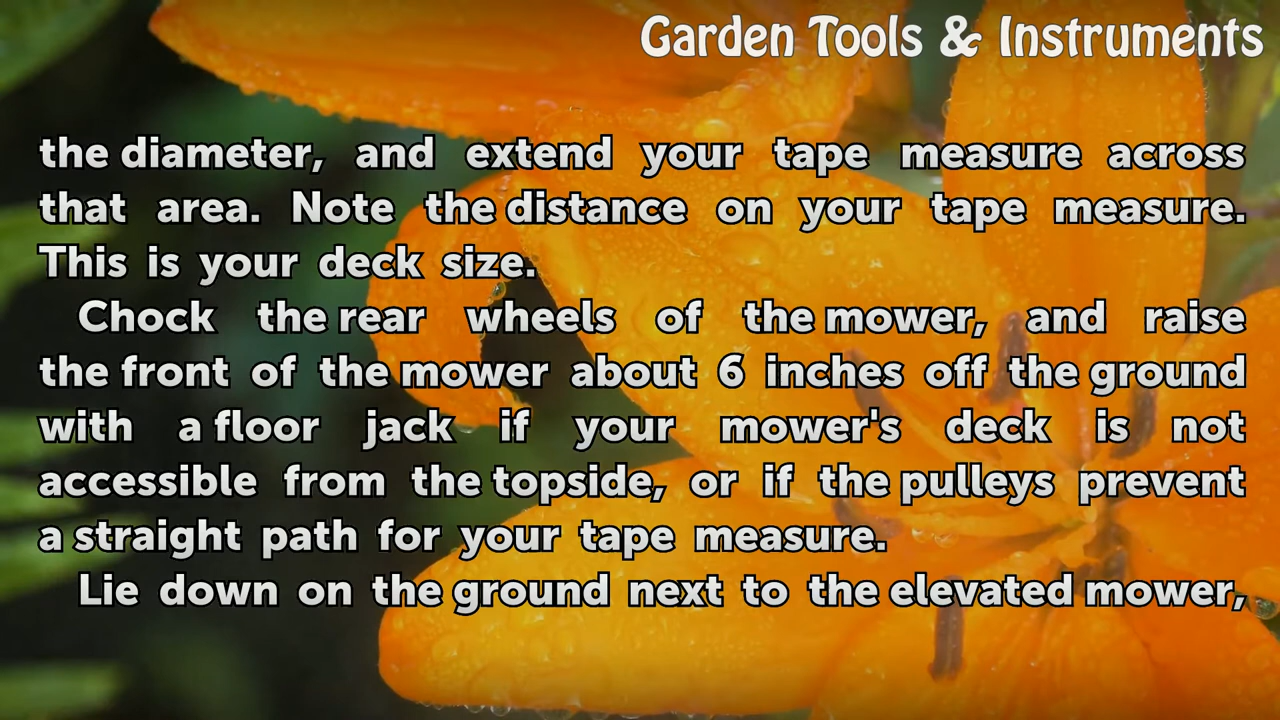 Garden Tools & Instruments
the diameter, and extend your tape measure across
that area. Note the distance on your tape measure.
This is your deck size.
Chock the rear wheels of the mower, and raise
the front of the mower about 6 inches off the ground
with a floor jack if your mower's deck is not
accessible from the topside, or if the pulleys prevent
a straight path for your tape measure.
Lie down on the ground next to the elevated mower,